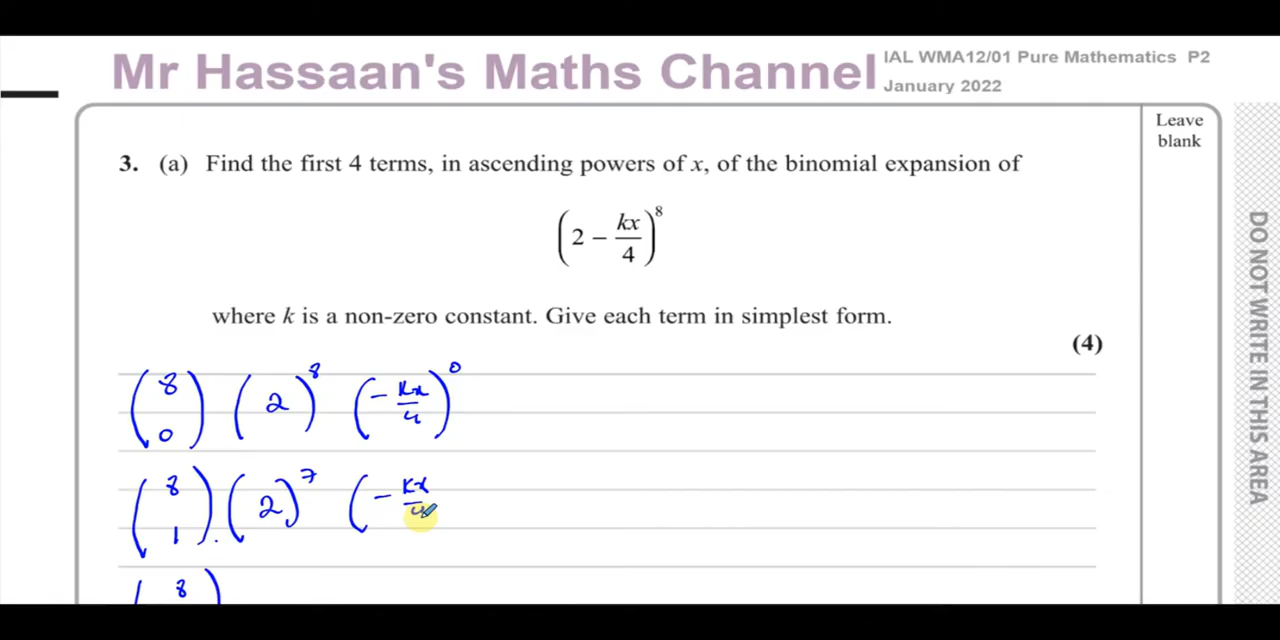 Mr Hassaan's Maths Channel
IAL WMA12/01 Pure Mathematics P2
January 2022
Leave
blank
3. (a) Find the first 4 terms, in ascending powers of x, of the binomial expansion of
(2 − kx/4)^8
where k is a non-zero constant. Give each term in simplest form.
(4)
(8 0) (2)^8 (−kx/4)^0
(8 1) (2)^7 (−kx/4
(8 )
DO NOT WRITE IN THIS AREA